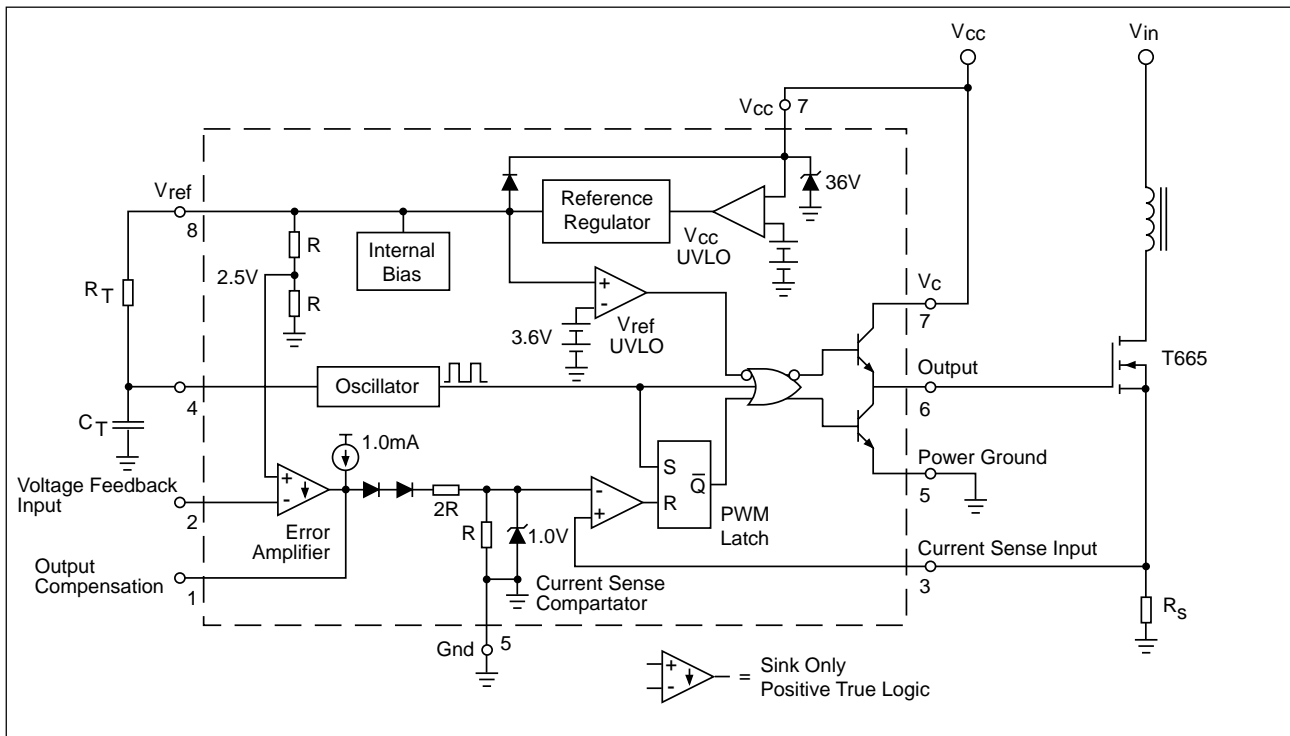 Vcc
Vin
Vcc 7
Vref
8
Reference
Regulator
36V
Vcc
UVLO
R
Internal
Bias
2.5V
R
RT
+
-
3.6V
Vref
UVLO
Vc
7
T665
Oscillator
Output
6
4
CT
1.0mA
S
Q
R
Power Ground
5
Voltage Feedback
Input
2
+
-
Error
Amplifier
2R
R
1.0V
-
+
PWM
Latch
Current Sense Input
3
Output
Compensation
1
Current Sense
Compartator
RS
Gnd 5
+
-
= Sink Only
Positive True Logic